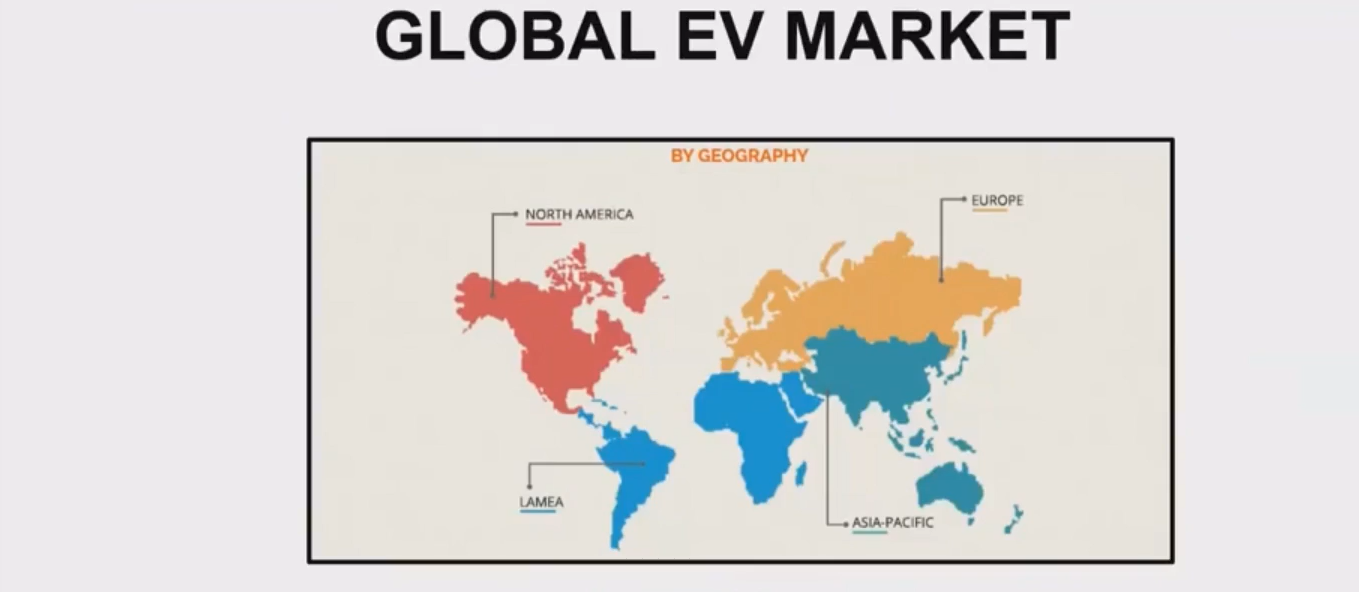 GLOBAL EV MARKET
BY GEOGRAPHY
NORTH AMERICA
EUROPE
LAMEA
ASIA-PACIFIC